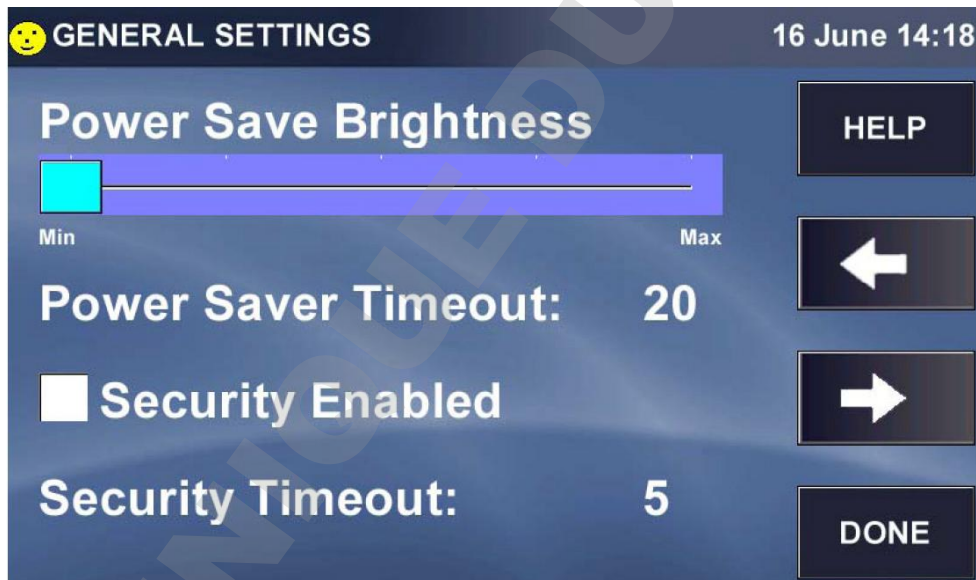 GENERAL SETTINGS 16 June 14:18
Power Save Brightness
HELP
Min Max
Power Saver Timeout: 20
Security Enabled
Security Timeout: 5
DONE